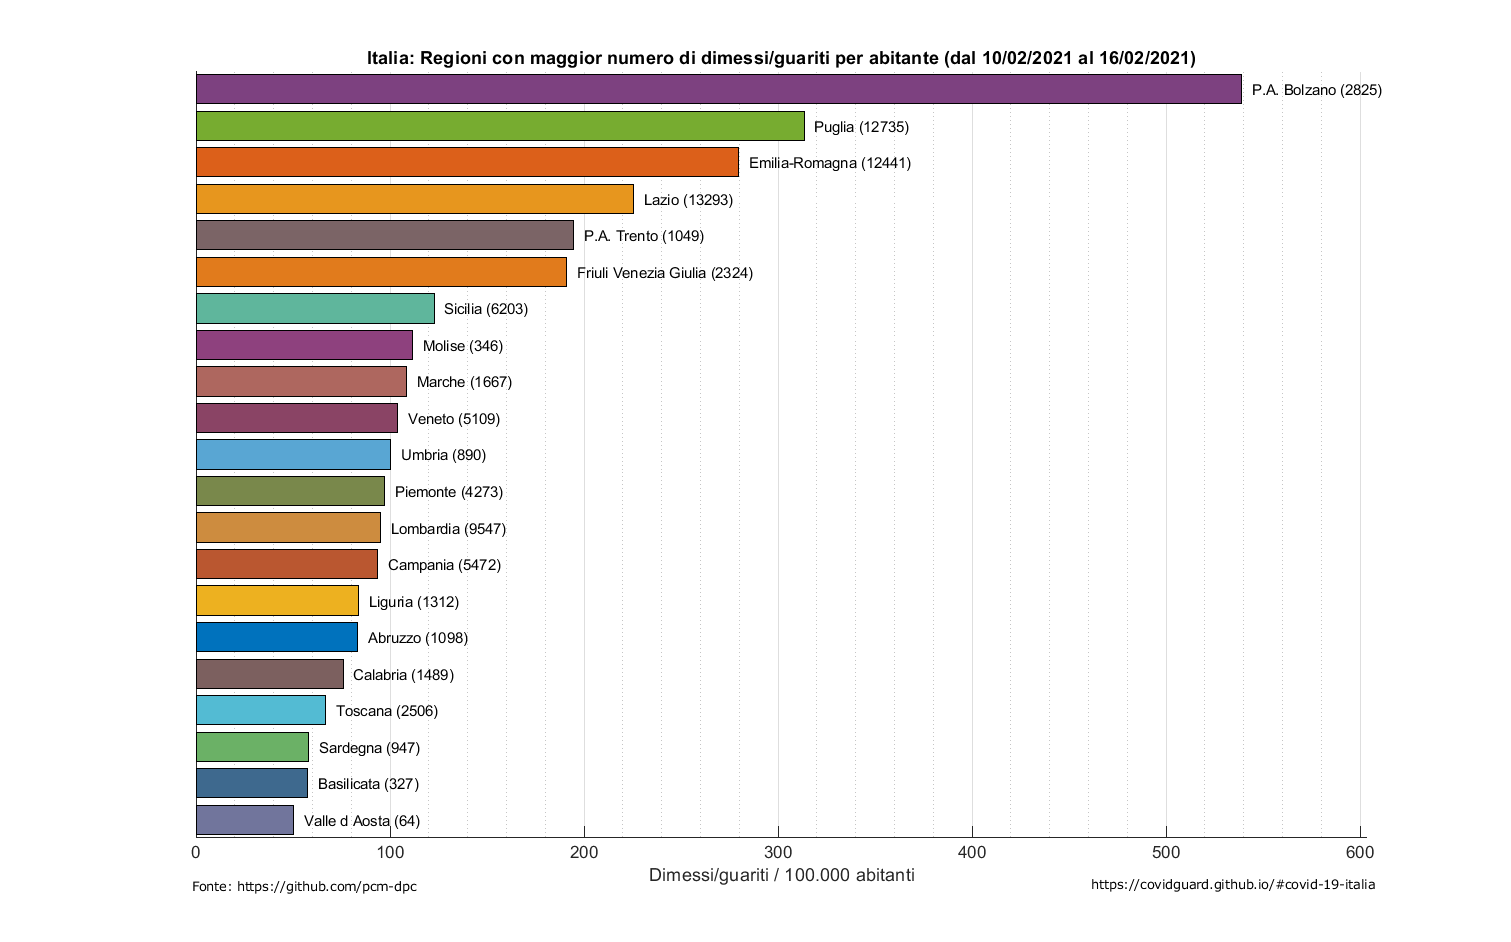 Italia: Regioni con maggior numero di dimessi/guariti per abitante (dal 10/02/2021 al 16/02/2021)
P.A. Bolzano (2825)
Puglia (12735)
Emilia-Romagna (12441)
Lazio (13293)
P.A. Trento (1049)
Friuli Venezia Giulia (2324)
Sicilia (6203)
Molise (346)
Marche (1667)
Veneto (5109)
Umbria (890)
Piemonte (4273)
Lombardia (9547)
Campania (5472)
Liguria (1312)
Abruzzo (1098)
Calabria (1489)
Toscana (2506)
Sardegna (947)
Basilicata (327)
Valle d Aosta (64)
0 100 200 300 400 500 600
Dimessi/guariti / 100.000 abitanti
Fonte: https://github.com/pcm-dpc
https://covidguard.github.io/#covid-19-italia